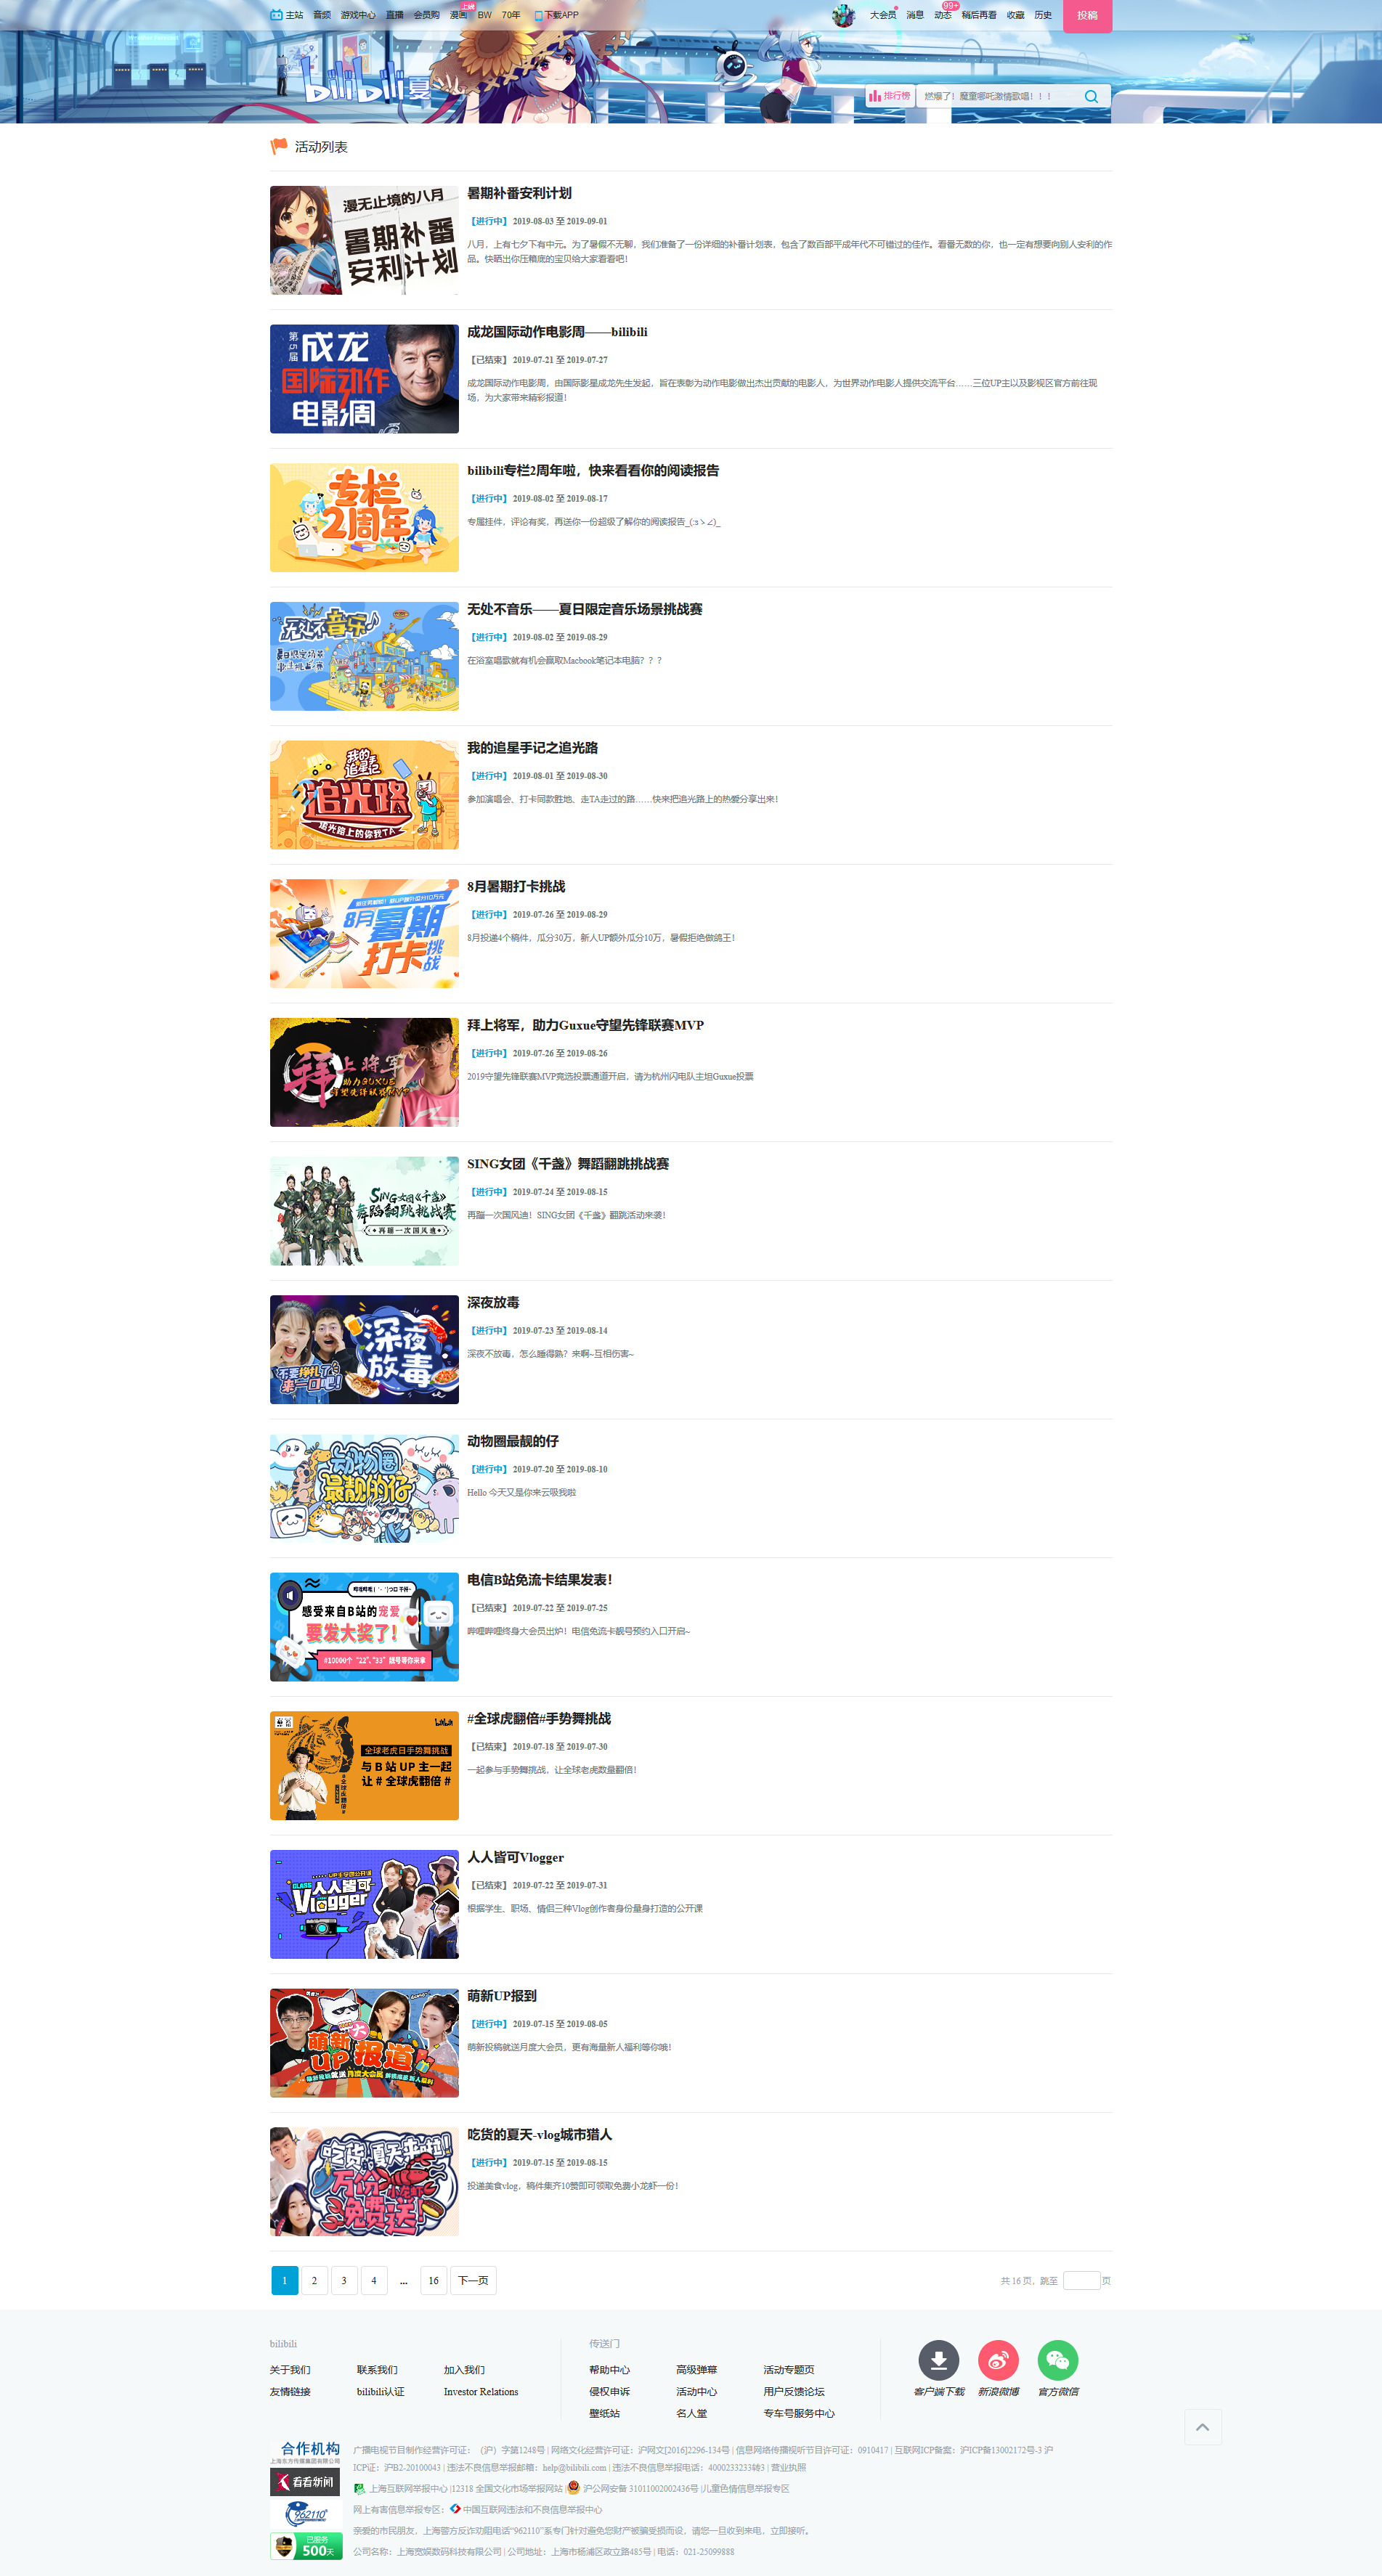 主站 音频 游戏中心 直播 会员购 漫画 上线 BW 70年 下载APP
大会员 消息 动态 99+ 稍后再看 收藏 历史 投稿
bilibili 夏
排行榜 燃爆了！魔童哪吒激情歌唱！！！
活动列表
漫无止境的八月
暑期补番
安利计划
暑期补番安利计划
【进行中】 2019-08-03 至 2019-09-01
八月，上有七夕下有中元。为了暑假不无聊，我们准备了一份详细的补番计划表，包含了数百部平成年代不可错过的佳作。看番无数的你，也一定有想要向别人安利的作
品。快晒出你压箱底的宝贝给大家看看吧！
第5届
成龙
国际动作
电影周
成龙国际动作电影周——bilibili
【已结束】 2019-07-21 至 2019-07-27
成龙国际动作电影周，由国际影星成龙先生发起，旨在表彰为动作电影做出杰出贡献的电影人，为世界动作电影人提供交流平台……三位UP主以及影视区官方前往现
场，为大家带来精彩报道！
专栏
2周年
bilibili专栏2周年啦，快来看看你的阅读报告
【进行中】 2019-08-02 至 2019-08-17
专属挂件，评论有奖，再送你一份超级了解你的阅读报告_(:зゝ∠)_
无处不音乐
夏日限定场景
音乐挑战赛
无处不音乐——夏日限定音乐场景挑战赛
【进行中】 2019-08-02 至 2019-08-29
在浴室唱歌就有机会赢取Macbook笔记本电脑？？？
我的
追星手记
追光路
追光路上的你我TA
我的追星手记之追光路
【进行中】 2019-08-01 至 2019-08-30
参加演唱会、打卡同款胜地、走TA走过的路……快来把追光路上的热爱分享出来！
8月暑期
打卡挑战
8月暑期打卡挑战
【进行中】 2019-07-26 至 2019-08-29
8月投递4个稿件，瓜分30万，新人UP额外瓜分10万，暑假拒绝做鸽王！
拜上将军
助力GUXUE
守望先锋联赛MVP
拜上将军，助力Guxue守望先锋联赛MVP
【进行中】 2019-07-26 至 2019-08-26
2019守望先锋联赛MVP竞选投票通道开启，请为杭州闪电队主坦Guxue投票
SING女团《千盏》
舞蹈翻跳挑战赛
再蹦一次国风迪
SING女团《千盏》舞蹈翻跳挑战赛
【进行中】 2019-07-24 至 2019-08-15
再蹦一次国风迪！SING女团《千盏》翻跳活动来袭！
深夜
放毒
不要挣扎了
来一口吧！
深夜放毒
【进行中】 2019-07-23 至 2019-08-14
深夜不放毒，怎么睡得熟？来啊~互相伤害~
动物圈
最靓的仔
动物圈最靓的仔
【进行中】 2019-07-20 至 2019-08-10
Hello 今天又是你来云吸我啦
感受来自B站的宠爱
要发大奖了！
#10000个“22”、“33”靓号等你来拿
电信B站免流卡结果发表！
【已结束】 2019-07-22 至 2019-07-25
哔哩哔哩终身大会员出炉！电信免流卡靓号预约入口开启~
bilibili
全球老虎日手势舞挑战
与B站UP主一起
让#全球虎翻倍#
#全球虎翻倍#
#全球虎翻倍#手势舞挑战
【已结束】 2019-07-18 至 2019-07-30
一起参与手势舞挑战，让全球老虎数量翻倍！
CLASS
人人皆可
Vlogger
人人皆可Vlogger
【已结束】 2019-07-22 至 2019-07-31
根据学生、职场、情侣三种Vlog创作者身份量身打造的公开课
萌新UP大报道
萌新UP报到
【进行中】 2019-07-15 至 2019-08-05
萌新投稿就送月度大会员，更有海量新人福利等你哦！
吃货夏天来啦！
万份小龙虾
免费送！
吃货的夏天-vlog城市猎人
【进行中】 2019-07-15 至 2019-08-15
投递美食vlog，稿件集齐10赞即可领取免费小龙虾一份！
1 2 3 4 ... 16 下一页 共 16 页，跳至 页
bilibili 传送门
关于我们 联系我们 加入我们 帮助中心 高级弹幕 活动专题页
友情链接 bilibili认证 Investor Relations 侵权申诉 活动中心 用户反馈论坛 客户端下载 新浪微博 官方微信
壁纸站 名人堂 专车号服务中心
合作机构
上海东方传媒集团有限公司
看看新闻
962110
已服务
500天
广播电视节目制作经营许可证：（沪）字第1248号 | 网络文化经营许可证：沪网文[2016]2296-134号 | 信息网络传播视听节目许可证：0910417 | 互联网ICP备案：沪ICP备13002172号-3 沪
ICP证：沪B2-20100043 | 违法不良信息举报邮箱：help@bilibili.com | 违法不良信息举报电话：4000233233转3 | 营业执照
上海互联网举报中心 |12318 全国文化市场举报网站 | 沪公网安备 31011002002436号 |儿童色情信息举报专区
网上有害信息举报专区： 中国互联网违法和不良信息举报中心
亲爱的市民朋友，上海警方反诈劝阻电话“962110”系专门针对避免您财产被骗受损而设，请您一旦收到来电，立即接听。
公司名称：上海宽娱数码科技有限公司 | 公司地址：上海市杨浦区政立路485号 | 电话：021-25099888